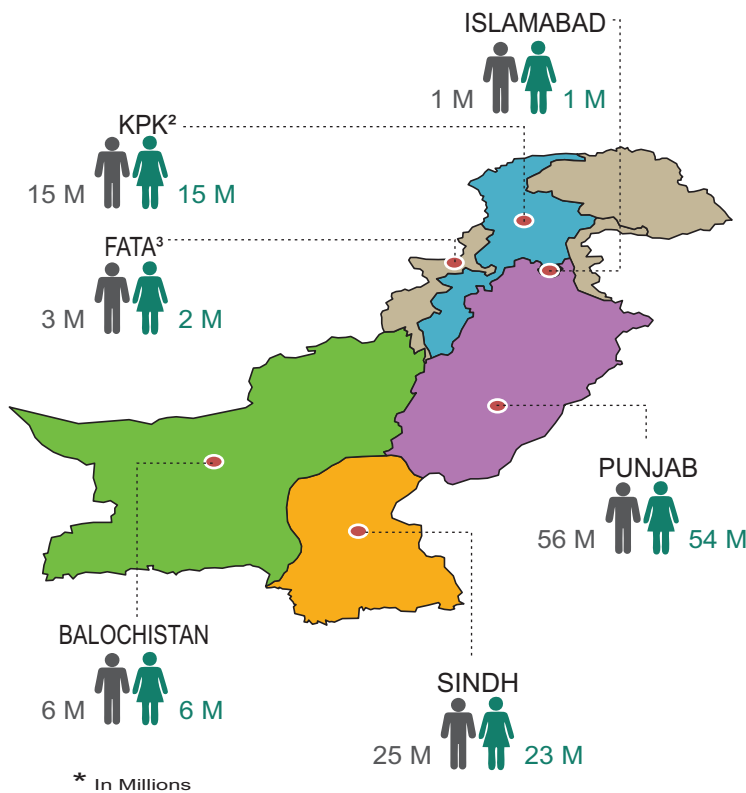 ISLAMABAD
1 M 1 M
KPK²
15 M 15 M
FATA³
3 M 2 M
PUNJAB
56 M 54 M
BALOCHISTAN
6 M 6 M
SINDH
25 M 23 M
* In Millions